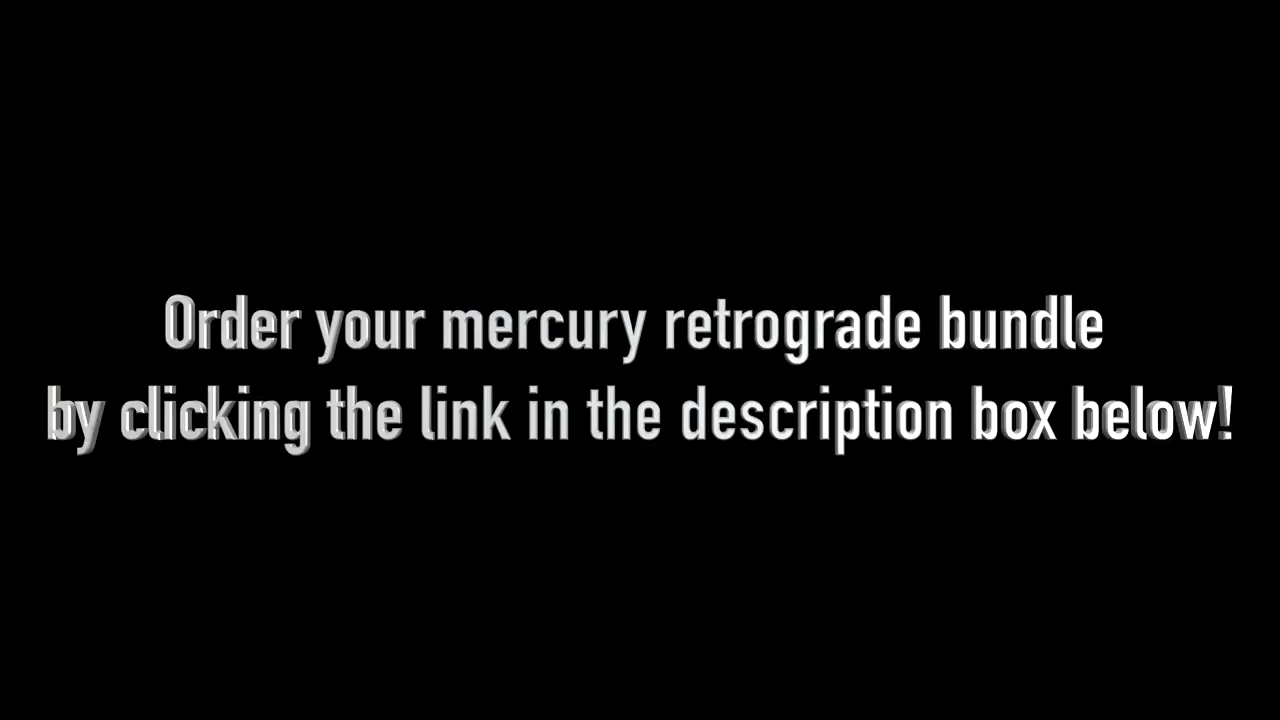 Order your mercury retrograde bundle
by clicking the link in the description box below!